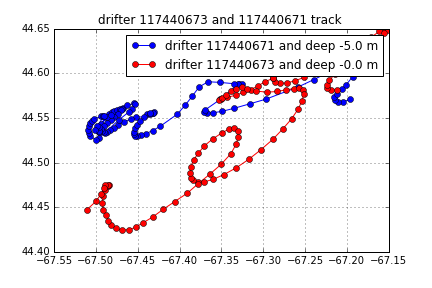 drifter 117440673 and 117440671 track
drifter 117440671 and deep -5.0 m
drifter 117440673 and deep -0.0 m
44.65
44.60
44.55
44.50
44.45
44.40
−67.55 −67.50 −67.45 −67.40 −67.35 −67.30 −67.25 −67.20 −67.15